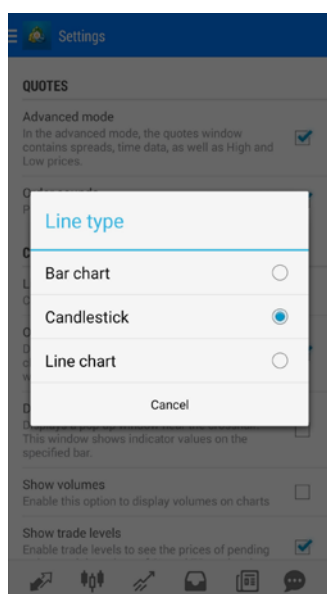 Settings
QUOTES
Advanced mode
In the advanced mode, the quotes window
contains spreads, time data, as well as High and
Low prices.
Line type
Bar chart
Candlestick
Line chart
Cancel
This window shows indicator values on the
specified bar.
Show volumes
Enable this option to display volumes on charts
Show trade levels
Enable trade levels to see the prices of pending